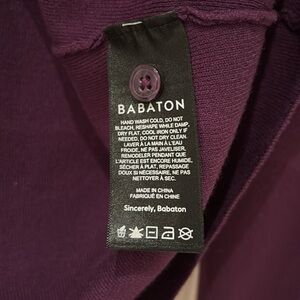 BABATON
HAND WASH COLD, DO NOT
BLEACH, RESHAPE WHILE DAMP,
DRY FLAT, COOL IRON ONLY IF
NEEDED, DO NOT DRY CLEAN.
LAVER À LA MAIN À L'EAU
FROIDE, NE PAS JAVELISER,
REMODELER PENDANT QUE
L'ARTICLE EST ENCORE HUMIDE,
SÉCHER À PLAT, REPASSAGE
DOUX SI NÉCESSAIRE, NE PAS
NETTOYER À SEC.
MADE IN CHINA
FABRIQUÉ EN CHINE
Sincerely, Babaton